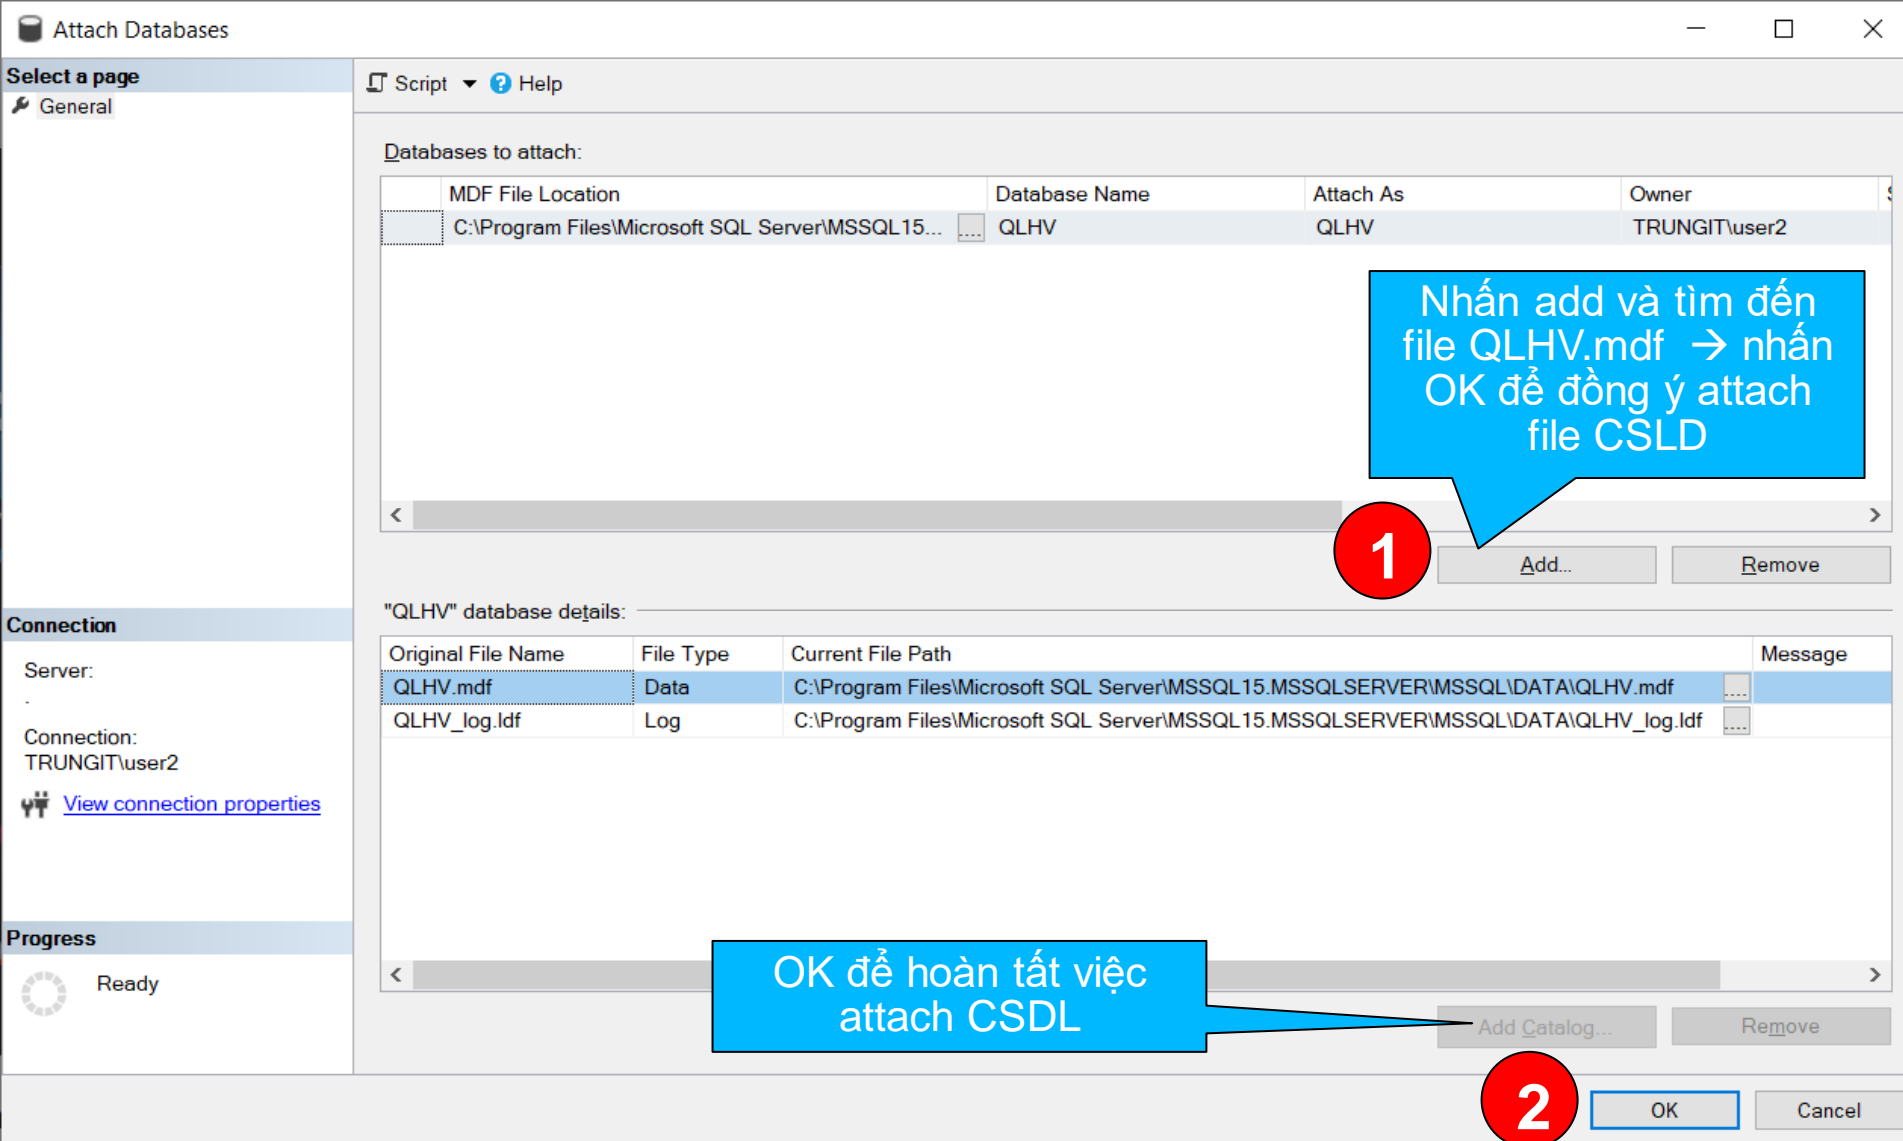 Attach Databases
Select a page
General
Script
Help
Databases to attach:
MDF File Location Database Name Attach As Owner
C:\Program Files\Microsoft SQL Server\MSSQL15... .... QLHV QLHV TRUNGIT\user2
Nhấn add và tìm đến
file QLHV.mdf → nhấn
OK để đồng ý attach
file CSLD
1
Add...
Remove
"QLHV" database details:
Original File Name File Type Current File Path Message
QLHV.mdf Data C:\Program Files\Microsoft SQL Server\MSSQL15.MSSQLSERVER\MSSQL\DATA\QLHV.mdf ....
QLHV_log.ldf Log C:\Program Files\Microsoft SQL Server\MSSQL15.MSSQLSERVER\MSSQL\DATA\QLHV_log.ldf ....
Connection
Server:
.
Connection:
TRUNGIT\user2
View connection properties
Progress
Ready
OK để hoàn tất việc
attach CSDL
Add Catalog...
Remove
2
OK
Cancel